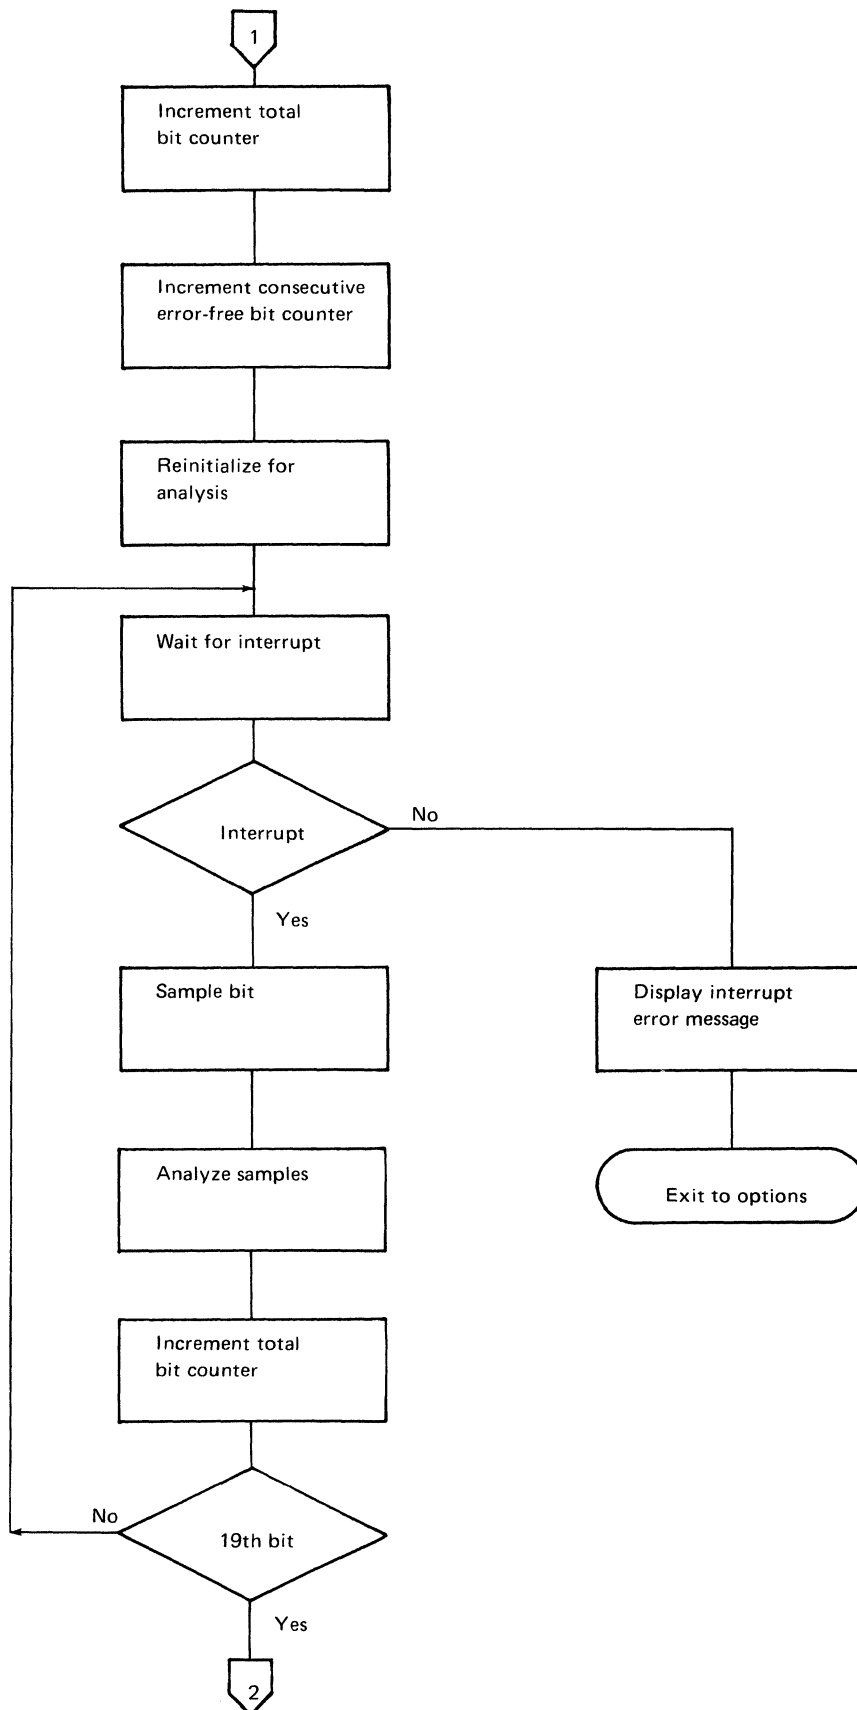 1
Increment total
bit counter
Increment consecutive
error-free bit counter
Reinitialize for
analysis
Wait for interrupt
Interrupt
No
Yes
Sample bit
Display interrupt
error message
Analyze samples
Exit to options
Increment total
bit counter
No
19th bit
Yes
2